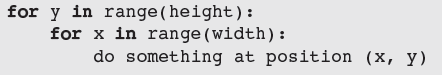 for y in range(height):
    for x in range(width):
        do something at position (x, y)